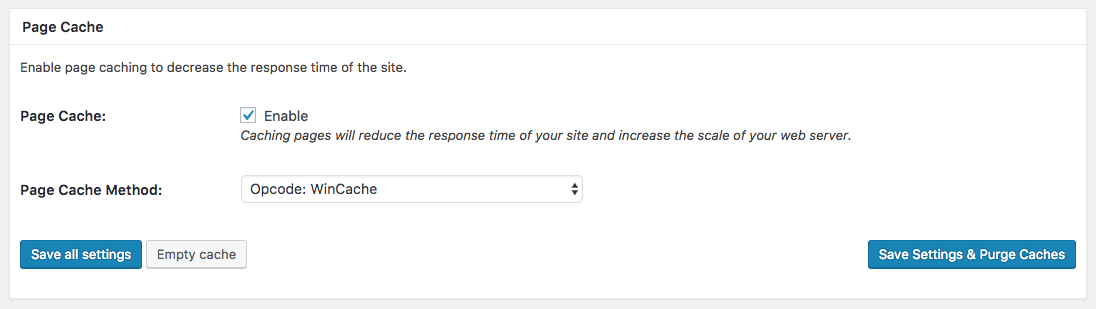 Page Cache
Enable page caching to decrease the response time of the site.
Page Cache: Enable
Caching pages will reduce the response time of your site and increase the scale of your web server.
Page Cache Method: Opcode: WinCache
Save all settings Empty cache Save Settings & Purge Caches